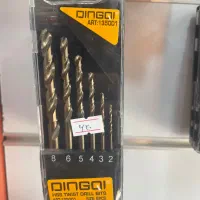 DINGQI
ART:135001
8 6 5 4 3 2
DINGQI
HSS TWIST DRILL BITS